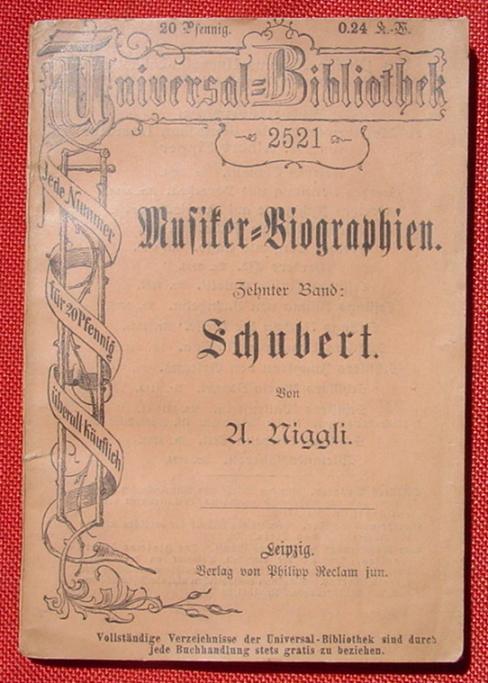 20 Pfennig. 0.24 K.-W.
Universal=Bibliothek
2521
Jede Nummer
für 20 Pfennig
überall käuflich
Musiker=Biographien.
Zehnter Band:
Schubert.
Von
A. Niggli.
Leipzig.
Verlag von Philipp Reclam jun.
Vollständige Verzeichnisse der Universal-Bibliothek sind durch
jede Buchhandlung stets gratis zu beziehen.